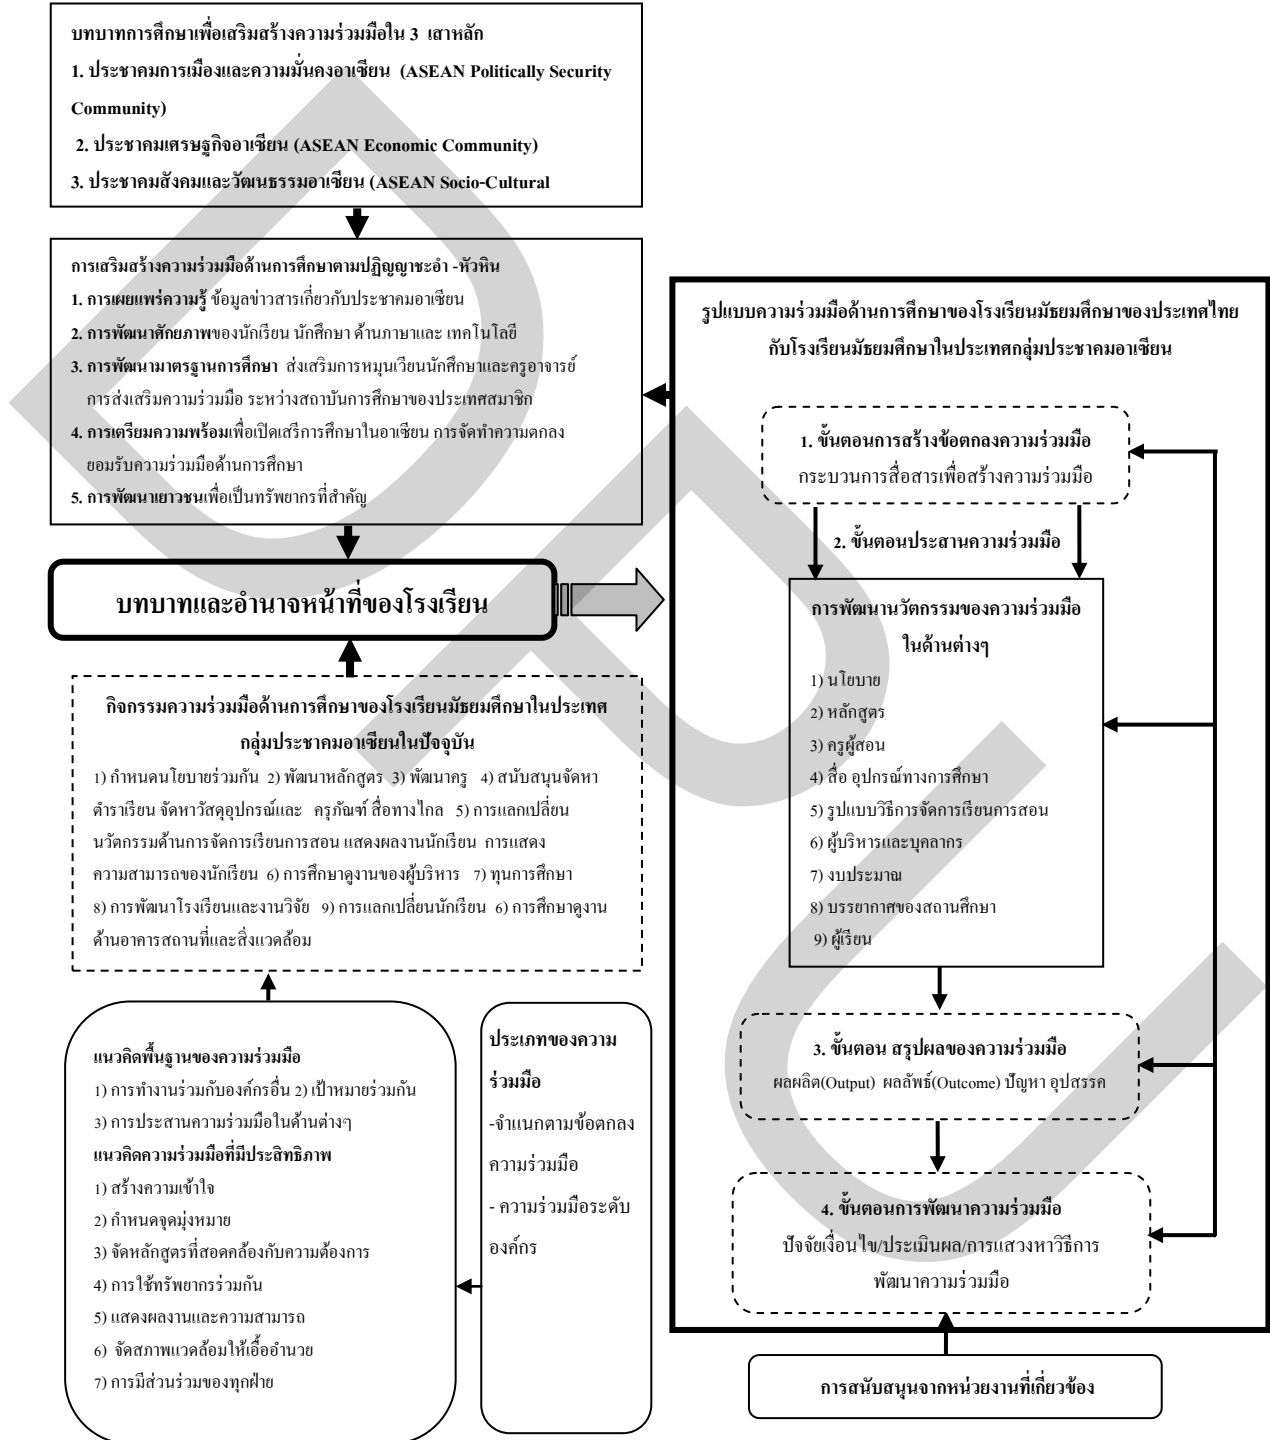 บทบาทการศึกษาเพื่อเสริมสร้างความร่วมมือใน 3 เสาหลัก
1. ประชาคมการเมืองและความมั่นคงอาเซียน (ASEAN Politically Security
Community)
2. ประชาคมเศรษฐกิจอาเซียน (ASEAN Economic Community)
3. ประชาคมสังคมและวัฒนธรรมอาเซียน (ASEAN Socio-Cultural
การเสริมสร้างความร่วมมือด้านการศึกษาตามปฏิญญาชะอำ -หัวหิน
1. การเผยแพร่ความรู้ ข้อมูลข่าวสารเกี่ยวกับประชาคมอาเซียน
2. การพัฒนาศักยภาพของนักเรียน นักศึกษา ด้านภาษาและ เทคโนโลยี
3. การพัฒนามาตรฐานการศึกษา ส่งเสริมการหมุนเวียนนักศึกษาและครูอาจารย์
การส่งเสริมความร่วมมือ ระหว่างสถาบันการศึกษาของประเทศสมาชิก
4. การเตรียมความพร้อมเพื่อเปิดเสรีการศึกษาในอาเซียน การจัดทำความตกลง
ยอมรับความร่วมมือด้านการศึกษา
5. การพัฒนาเยาวชนเพื่อเป็นทรัพยากรที่สำคัญ
บทบาทและอำนาจหน้าที่ของโรงเรียน
กิจกรรมความร่วมมือด้านการศึกษาของโรงเรียนมัธยมศึกษาในประเทศ
กลุ่มประชาคมอาเซียนในปัจจุบัน
1) กำหนดนโยบายร่วมกัน 2) พัฒนาหลักสูตร 3) พัฒนาครู 4) สนับสนุนจัดหา
ตำราเรียน จัดหาวัสดุอุปกรณ์และ ครุภัณฑ์ สื่อทางไกล 5) การแลกเปลี่ยน
นวัตกรรมด้านการจัดการเรียนการสอน แสดงผลงานนักเรียน การแสดง
ความสามารถของนักเรียน 6) การศึกษาดูงานของผู้บริหาร 7) ทุนการศึกษา
8) การพัฒนาโรงเรียนและงานวิจัย 9) การแลกเปลี่ยนนักเรียน 6) การศึกษาดูงาน
ด้านอาคารสถานที่และสิ่งแวดล้อม
แนวคิดพื้นฐานของความร่วมมือ
1) การทำงานร่วมกับองค์กรอื่น 2) เป้าหมายร่วมกัน
3) การประสานความร่วมมือในด้านต่างๆ
แนวคิดความร่วมมือที่มีประสิทธิภาพ
1) สร้างความเข้าใจ
2) กำหนดจุดมุ่งหมาย
3) จัดหลักสูตรที่สอดคล้องกับความต้องการ
4) การใช้ทรัพยากรร่วมกัน
5) แสดงผลงานและความสามารถ
6) จัดสภาพแวดล้อมให้เอื้ออำนวย
7) การมีส่วนร่วมของทุกฝ่าย
ประเภทของความ
ร่วมมือ
-จำแนกตามข้อตกลง
ความร่วมมือ
- ความร่วมมือระดับ
องค์กร
รูปแบบความร่วมมือด้านการศึกษาของโรงเรียนมัธยมศึกษาของประเทศไทย
กับโรงเรียนมัธยมศึกษาในประเทศกลุ่มประชาคมอาเซียน
1. ขั้นตอนการสร้างข้อตกลงความร่วมมือ
กระบวนการสื่อสารเพื่อสร้างความร่วมมือ
2. ขั้นตอนประสานความร่วมมือ
การพัฒนานวัตกรรมของความร่วมมือ
ในด้านต่างๆ
1) นโยบาย
2) หลักสูตร
3) ครูผู้สอน
4) สื่อ อุปกรณ์ทางการศึกษา
5) รูปแบบวิธีการจัดการเรียนการสอน
6) ผู้บริหารและบุคลากร
7) งบประมาณ
8) บรรยากาศของสถานศึกษา
9) ผู้เรียน
3. ขั้นตอน สรุปผลของความร่วมมือ
ผลผลิต(Output) ผลลัพธ์(Outcome) ปัญหา อุปสรรค
4. ขั้นตอนการพัฒนาความร่วมมือ
ปัจจัยเงื่อนไข/ประเมินผล/การแสวงหาวิธีการ
พัฒนาความร่วมมือ
การสนับสนุนจากหน่วยงานที่เกี่ยวข้อง
DPU